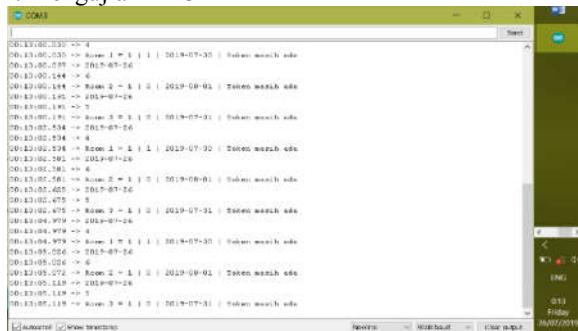 COM3
Send
00:13:00.030 -> 4
00:13:00.030 -> Room 1 = 1 | 1 | 2019-07-30 | Token masih ada
00:13:00.097 -> 2019-07-26
00:13:00.144 -> 6
00:13:00.144 -> Room 2 = 1 | 0 | 2019-08-01 | Token masih ada
00:13:00.191 -> 2019-07-26
00:13:00.191 -> 5
00:13:00.191 -> Room 3 = 1 | 0 | 2019-07-31 | Token masih ada
00:13:02.534 -> 2019-07-26
00:13:02.534 -> 4
00:13:02.534 -> Room 1 = 1 | 1 | 2019-07-30 | Token masih ada
00:13:02.581 -> 2019-07-26
00:13:02.581 -> 6
00:13:02.581 -> Room 2 = 1 | 0 | 2019-08-01 | Token masih ada
00:13:02.628 -> 2019-07-26
00:13:02.675 -> 5
00:13:02.675 -> Room 3 = 1 | 0 | 2019-07-31 | Token masih ada
00:13:04.979 -> 2019-07-26
00:13:04.979 -> 4
00:13:04.979 -> Room 1 = 1 | 1 | 2019-07-30 | Token masih ada
00:13:05.026 -> 2019-07-26
00:13:05.026 -> 6
00:13:05.072 -> Room 2 = 1 | 0 | 2019-08-01 | Token masih ada
00:13:05.119 -> 2019-07-26
00:13:05.119 -> 5
00:13:05.119 -> Room 3 = 1 | 0 | 2019-07-31 | Token masih ada
Autoscroll Show timestamp
Newline
baud
Clear output
ENG
0:13
Friday
26/07/2019